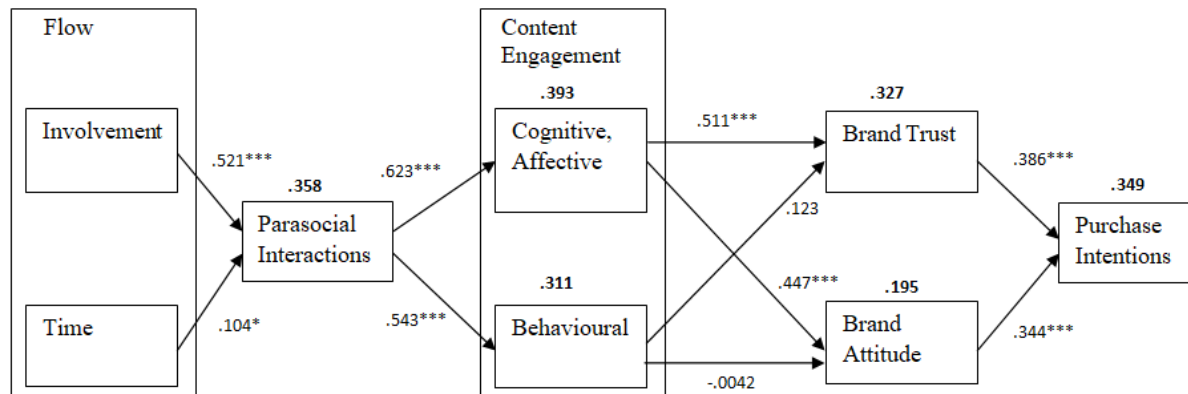 Flow
Involvement
Time
.521***
.104*
.358
Parasocial
Interactions
.623***
.543***
Content
Engagement
.393
Cognitive,
Affective
.311
Behavioural
.511***
.123
.447***
-.0042
.327
Brand Trust
.195
Brand
Attitude
.386***
.344***
.349
Purchase
Intentions